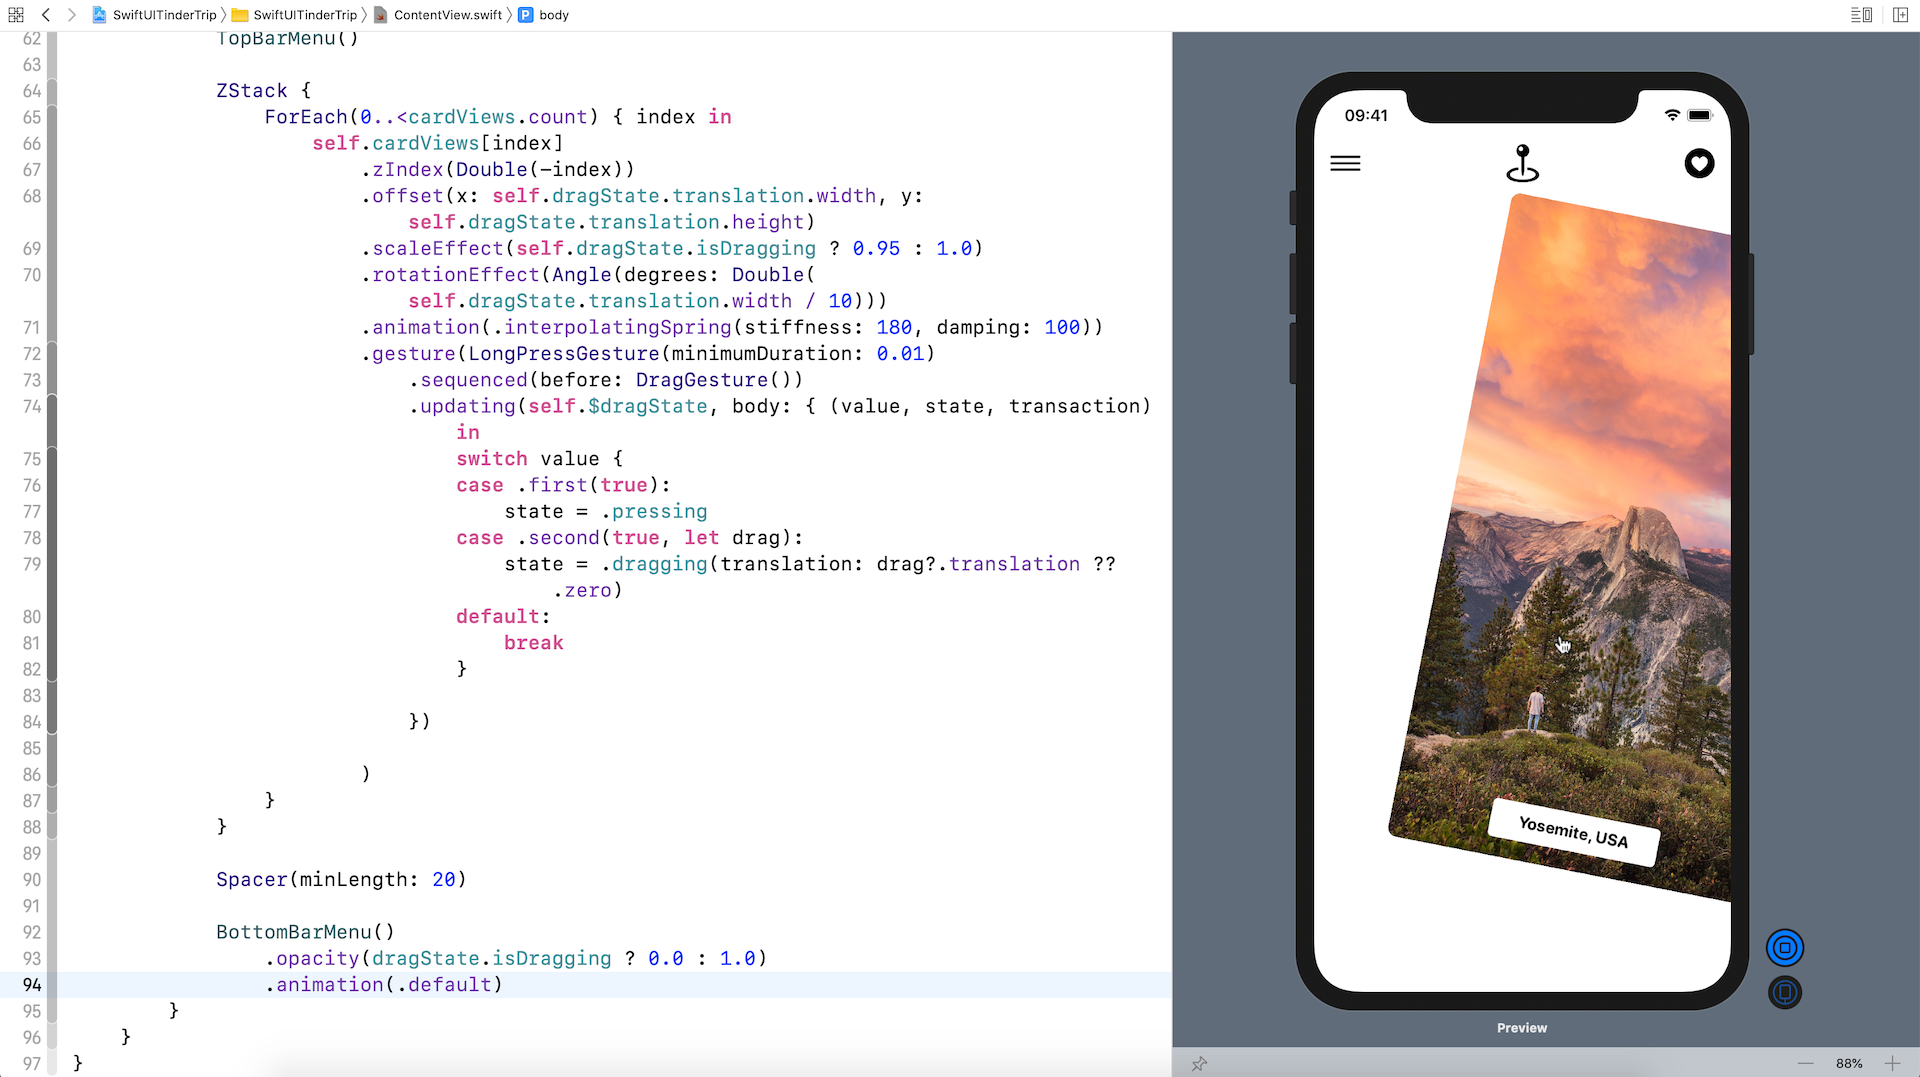 SwiftUITinderTrip SwiftUITinderTrip ContentView.swift P body
62 TopBarMenu()
63
64 ZStack {
65 ForEach(0..<cardViews.count) { index in
66 self.cardViews[index]
67 .zIndex(Double(-index))
68 .offset(x: self.dragState.translation.width, y:
self.dragState.translation.height)
69 .scaleEffect(self.dragState.isDragging ? 0.95 : 1.0)
70 .rotationEffect(Angle(degrees: Double(
self.dragState.translation.width / 10)))
71 .animation(.interpolatingSpring(stiffness: 180, damping: 100))
72 .gesture(LongPressGesture(minimumDuration: 0.01)
73 .sequenced(before: DragGesture())
74 .updating(self.$dragState, body: { (value, state, transaction)
in
75 switch value {
76 case .first(true):
77 state = .pressing
78 case .second(true, let drag):
79 state = .dragging(translation: drag?.translation ??
.zero)
80 default:
81 break
82 }
83
84 })
85
86 )
87 }
88 }
89
90 Spacer(minLength: 20)
91
92 BottomBarMenu()
93 .opacity(dragState.isDragging ? 0.0 : 1.0)
94 .animation(.default)
95 }
96 }
97 }
09:41
Yosemite, USA
Preview
88%